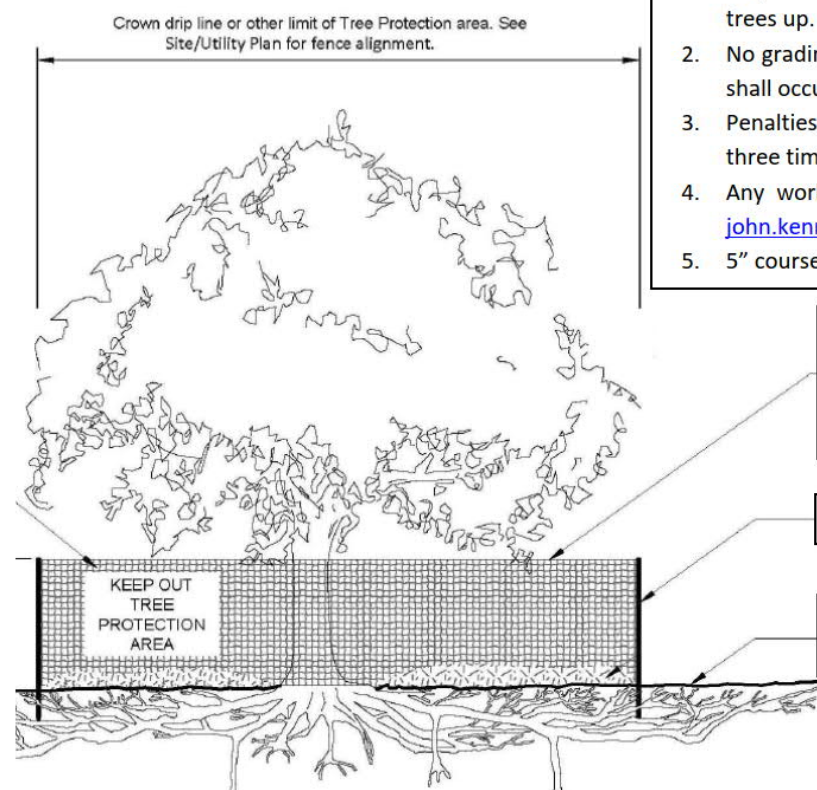 Crown drip line or other limit of Tree Protection area. See
Site/Utility Plan for fence alignment.
trees up.
2. No gradin
shall occu
3. Penalties
three tim
4. Any wor
john.kenn
5. 5” course
KEEP OUT
TREE
PROTECTION
AREA